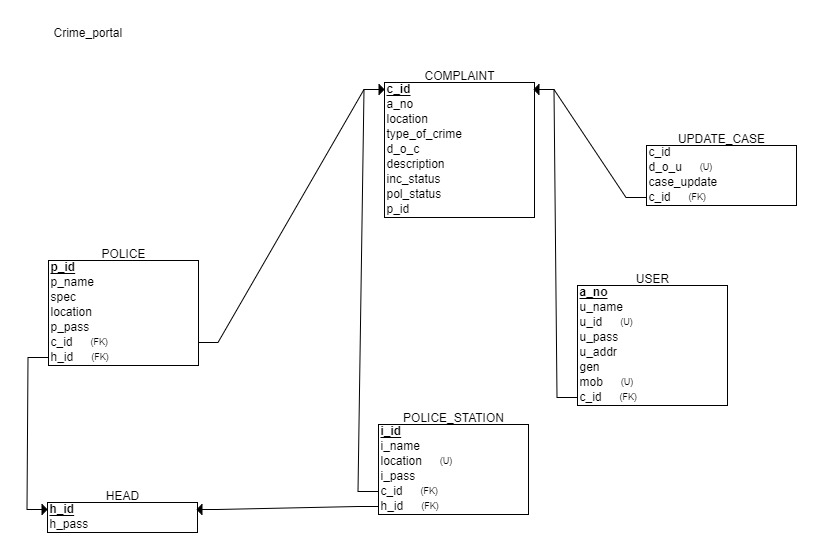 Crime_portal
COMPLAINT
c_id
a_no
location
type_of_crime
d_o_c
description
inc_status
pol_status
p_id
UPDATE_CASE
c_id
d_o_u (U)
case_update
c_id (FK)
POLICE
p_id
p_name
spec
location
p_pass
c_id (FK)
h_id (FK)
USER
a_no
u_name
u_id (U)
u_pass
u_addr
gen
mob (U)
c_id (FK)
POLICE_STATION
i_id
i_name
location (U)
i_pass
c_id (FK)
h_id (FK)
HEAD
h_id
h_pass